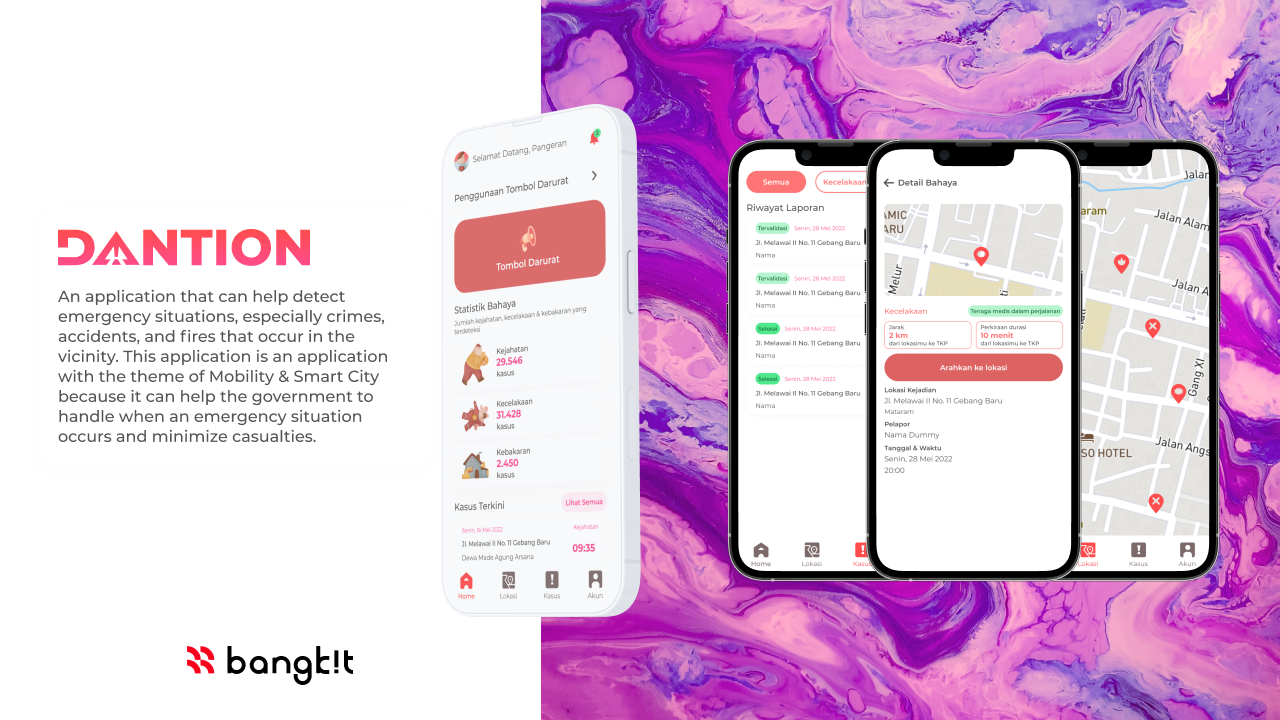 DANTION
An application that can help detect
emergency situations, especially crimes,
accidents, and fires that occur in the
vicinity. This application is an application
with the theme of Mobility & Smart City
because it can help the government to
handle when an emergency situation
occurs and minimize casualties.
bangk!t
Selamat Datang, Pangeran
Penggunaan Tombol Darurat
Tombol Darurat
Statistik Bahaya
Jumlah kejahatan, kecelakaan & kebakaran yang
terdeteksi
Kejahatan
29.546
kasus
Kecelakaan
31.428
kasus
Kebakaran
2.450
kasus
Kasus Terkini
Lihat Semua
Senin, 16 Mei 2022
Kejahatan
Jl. Melawai II No. 11 Gebang Baru
09:35
Dewa Made Agung Arsana
Home
Lokasi
Kasus
Akun
Semua
Kecelakaan
Riwayat Laporan
Tervalidasi Senin, 28 Mei 2022
Jl. Melawai II No. 11 Gebang Baru
Nama
Tervalidasi Senin, 28 Mei 2022
Jl. Melawai II No. 11 Gebang Baru
Nama
Selesai Senin, 28 Mei 2022
Jl. Melawai II No. 11 Gebang Baru
Nama
Selesai Senin, 28 Mei 2022
Jl. Melawai II No. 11 Gebang Baru
Nama
Home
Lokasi
Kasus
Detail Bahaya
AMIC
ARU
Melur
Kecelakaan
Tenaga medis dalam perjalanan
Jarak
2 km
dari lokasimu ke TKP
Perkiraan durasi
10 menit
dari lokasimu ke TKP
Arahkan ke lokasi
Lokasi Kejadian
Jl. Melawai II No. 11 Gebang Baru
Mataram
Pelapor
Nama Dummy
Tanggal & Waktu
Senin, 28 Mei 2022
20:00
Jalan
aram
Jalan Alam
Jalan A
SO HOTEL
Jalan Angs
Lokasi
Kasus
Akun